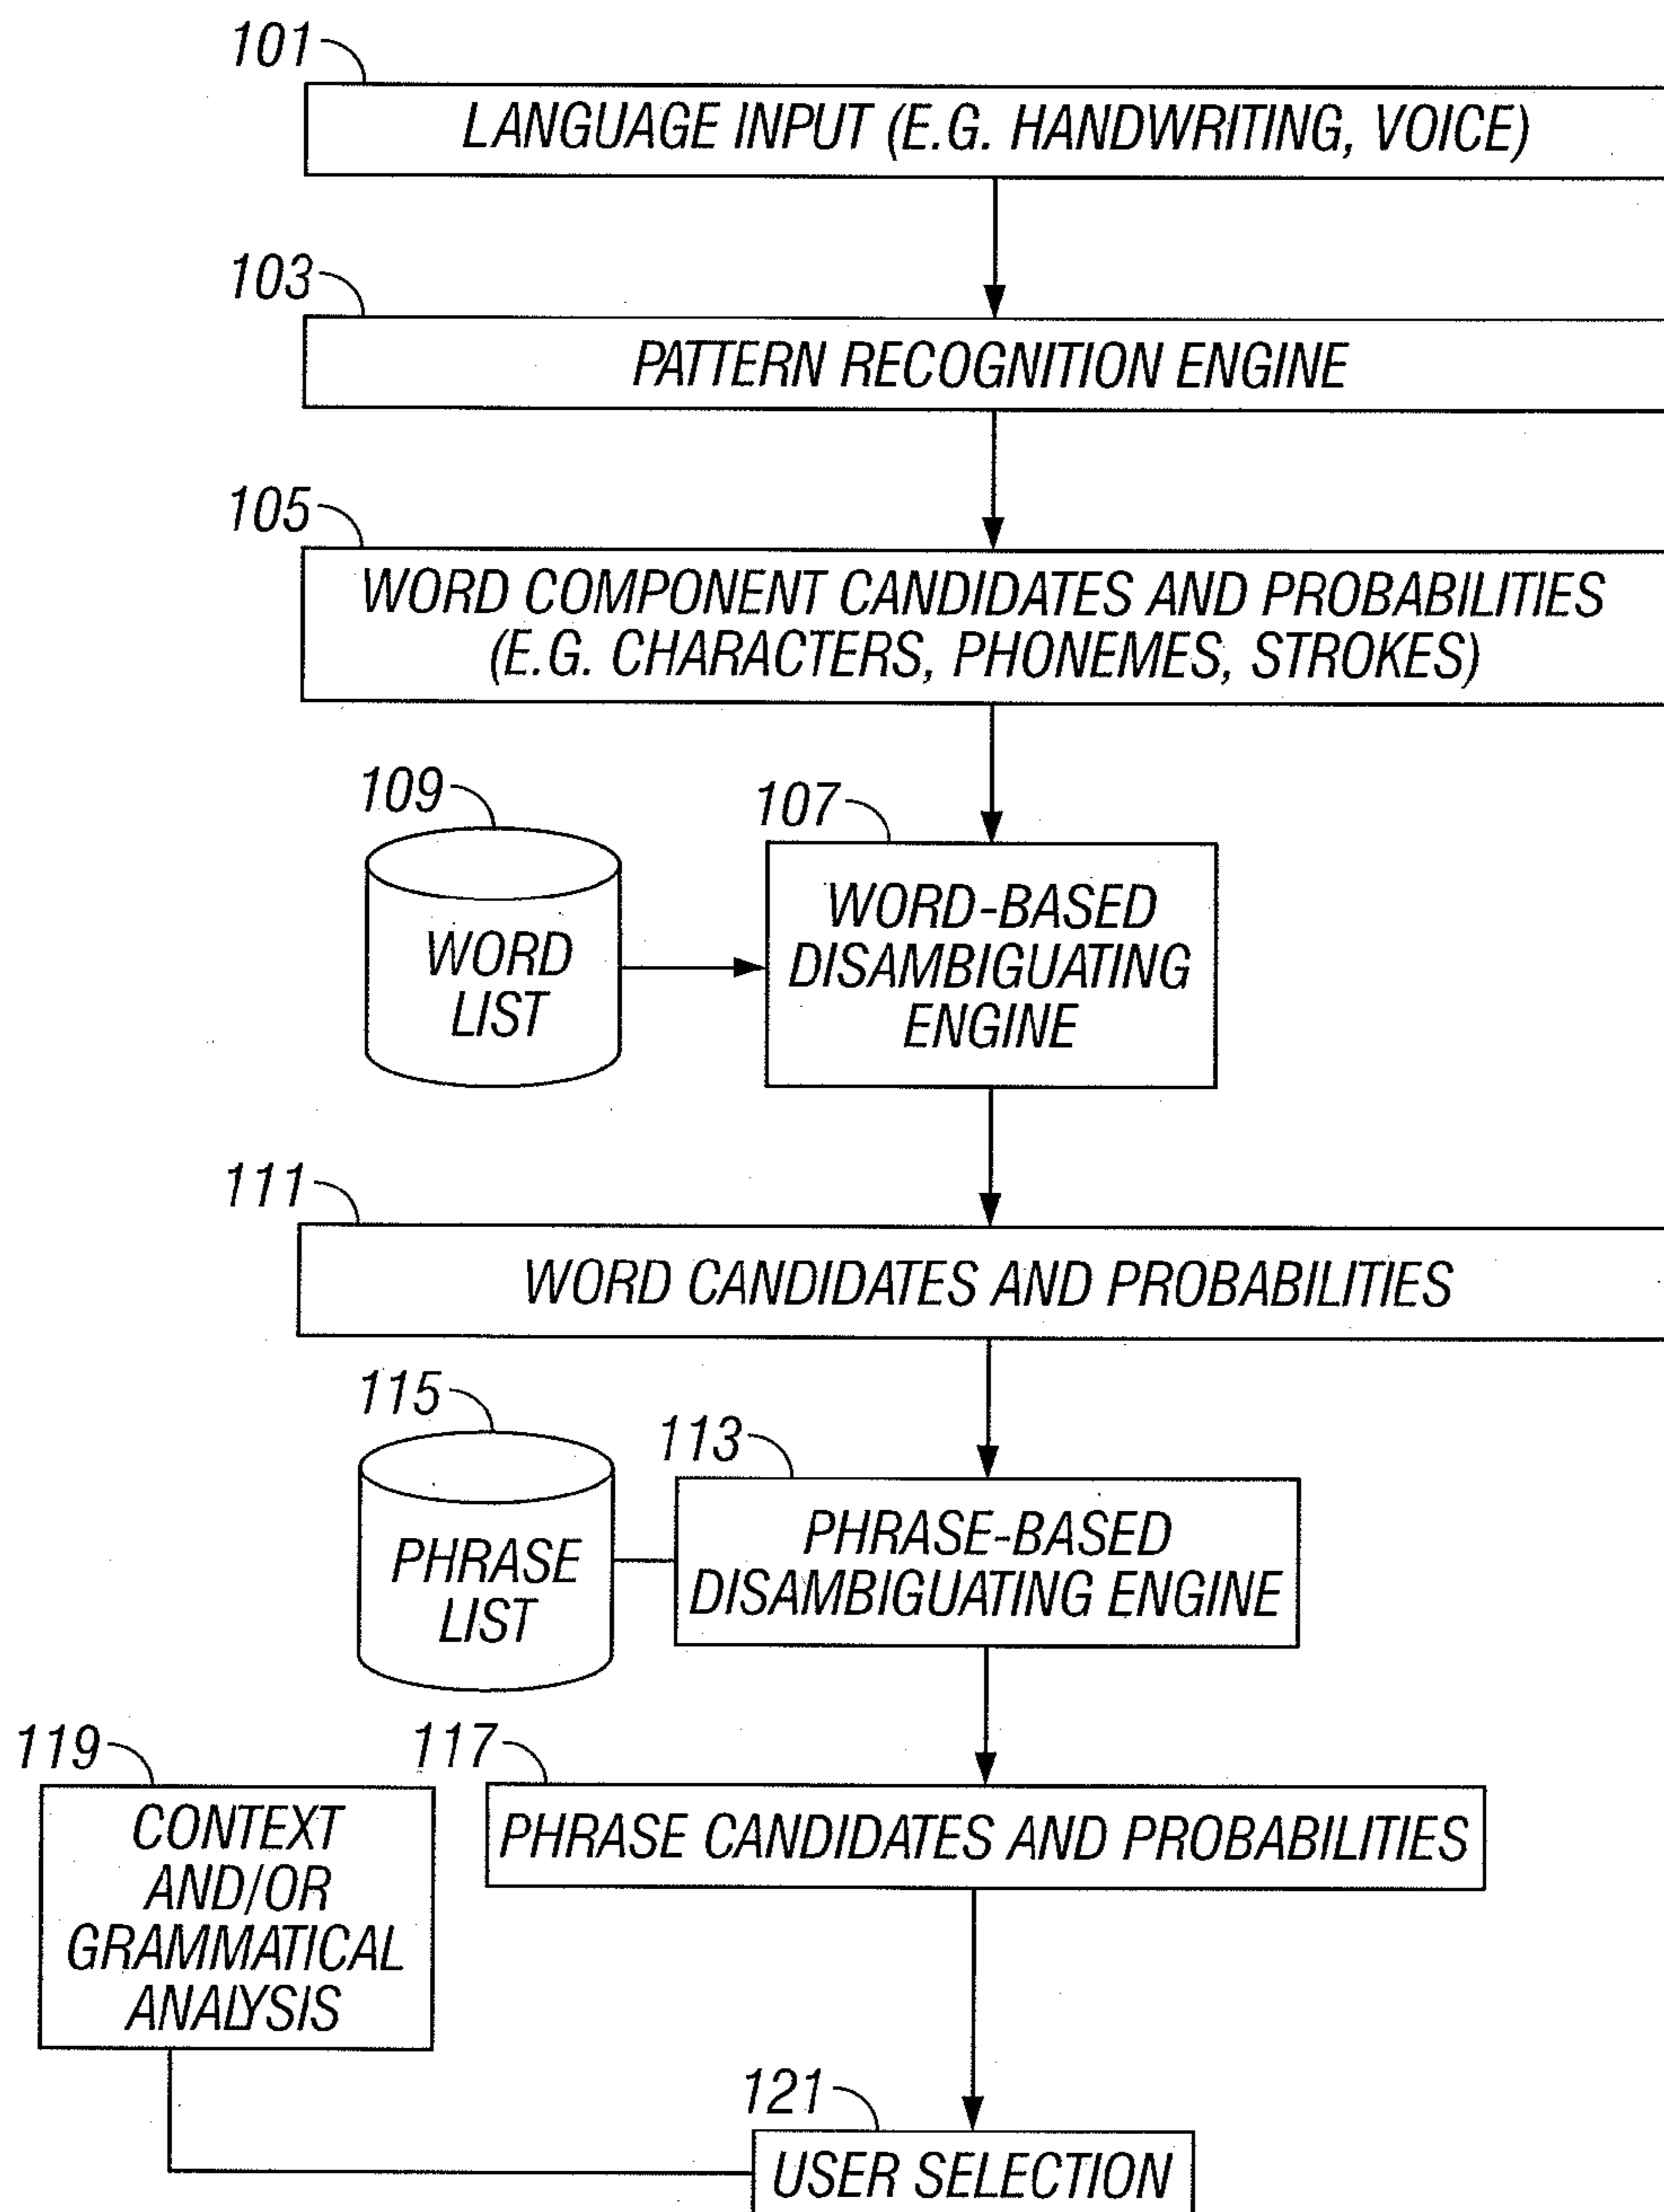 101
LANGUAGE INPUT (E.G. HANDWRITING, VOICE)
103
PATTERN RECOGNITION ENGINE
105
WORD COMPONENT CANDIDATES AND PROBABILITIES
(E.G. CHARACTERS, PHONEMES, STROKES)
109
WORD
LIST
107
WORD-BASED
DISAMBIGUATING
ENGINE
111
WORD CANDIDATES AND PROBABILITIES
115
PHRASE
LIST
113
PHRASE-BASED
DISAMBIGUATING ENGINE
119
CONTEXT
AND/OR
GRAMMATICAL
ANALYSIS
117
PHRASE CANDIDATES AND PROBABILITIES
121
USER SELECTION